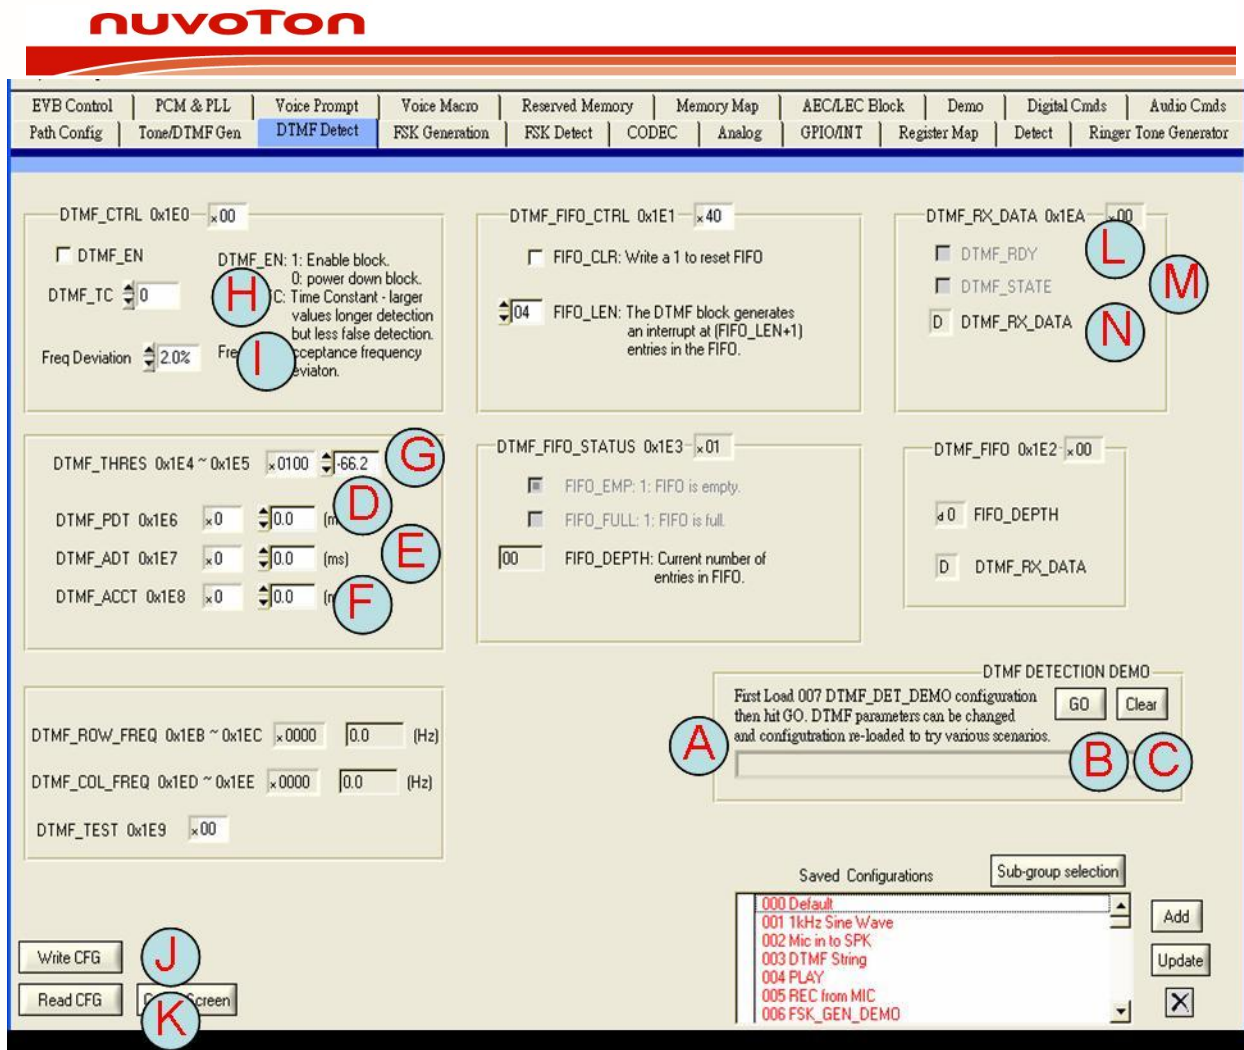 nuvoTon
EVB Control PCM & PLL Voice Prompt Voice Macro Reserved Memory Memory Map AEC/LEC Block Demo Digital Cmds Audio Cmds
Path Config Tone/DTMF Gen DTMF Detect FSK Generation FSK Detect CODEC Analog GPIO/INT Register Map Detect Ringer Tone Generator
DTMF_CTRL 0x1E0 x00
DTMF_EN
DTMF_EN: 1: Enable block.
0: power down block.
DTMF_TC 0
H
C: Time Constant - larger
values longer detection
but less false detection.
Freq Deviation 2.0%
Fre
I
cceptance frequency
eviaton.
DTMF_FIFO_CTRL 0x1E1 x40
FIFO_CLR: Write a 1 to reset FIFO
04 FIFO_LEN: The DTMF block generates
an interrupt at (FIFO_LEN+1)
entries in the FIFO.
DTMF_RX_DATA 0x1EA x00
L
DTMF_RDY
M
DTMF_STATE
D DTMF_RX_DATA
N
DTMF_THRES 0x1E4 ~ 0x1E5 x0100 -66.2
G
D
DTMF_PDT 0x1E6 x0 0.0 (m
E
DTMF_ADT 0x1E7 x0 0.0 (ms)
F
DTMF_ACCT 0x1E8 x0 0.0
DTMF_FIFO_STATUS 0x1E3 x01
FIFO_EMP: 1: FIFO is empty.
FIFO_FULL: 1: FIFO is full.
00 FIFO_DEPTH: Current number of
entries in FIFO.
DTMF_FIFO 0x1E2 x00
d0 FIFO_DEPTH
D DTMF_RX_DATA
DTMF_ROW_FREQ 0x1EB ~ 0x1EC x0000 0.0 (Hz)
DTMF_COL_FREQ 0x1ED ~ 0x1EE x0000 0.0 (Hz)
DTMF_TEST 0x1E9 x00
DTMF DETECTION DEMO
First Load 007 DTMF_DET_DEMO configuration
then hit GO. DTMF parameters can be changed
and configutration re-loaded to try various scenarios.
GO Clear
A
B
C
Saved Configurations Sub-group selection
000 Default
001 1kHz Sine Wave
002 Mic in to SPK
003 DTMF String
004 PLAY
005 REC from MIC
006 FSK_GEN_DEMO
Add
Update
X
Write CFG
J
Read CFG
K
Screen